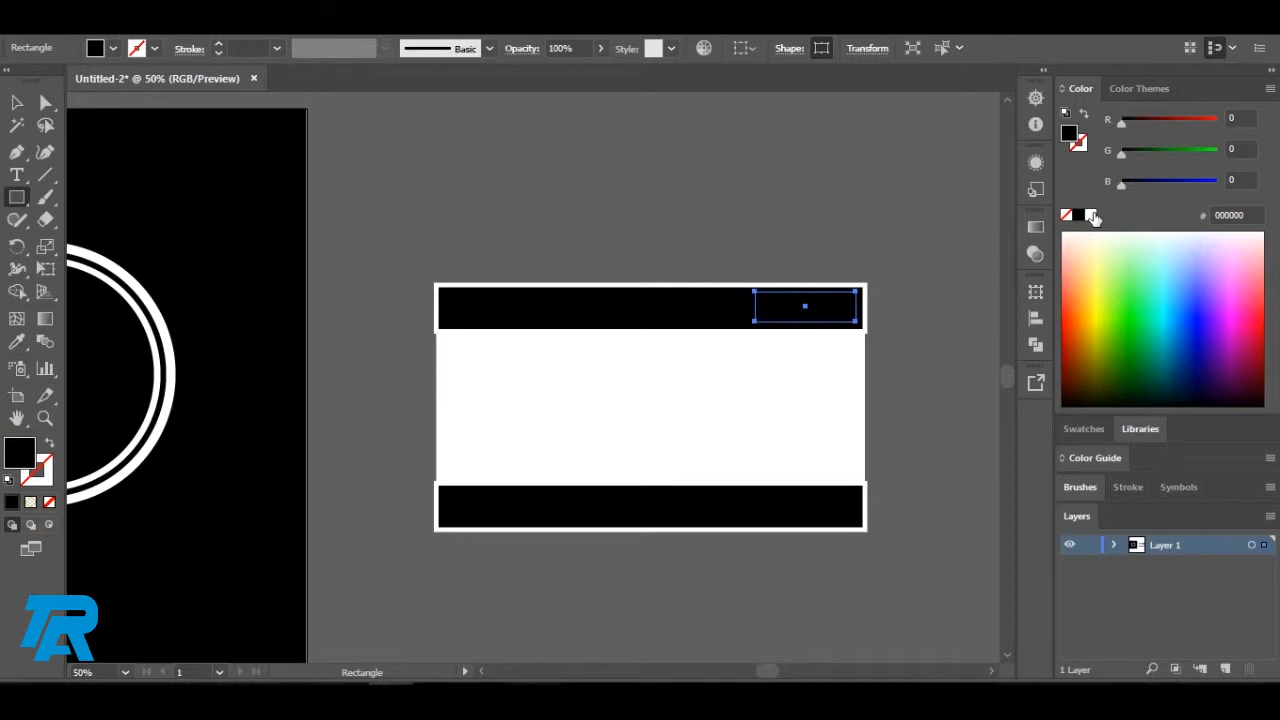 Rectangle
Stroke:
Basic
Opacity: 100%
Style:
Shape:
Transform
Untitled-2* @ 50% (RGB/Preview)
Color
Color Themes
R 0
G 0
B 0
# 000000
Swatches
Libraries
Color Guide
Brushes
Stroke
Symbols
Layers
Layer 1
TRA
50%
1
Rectangle
1 Layer